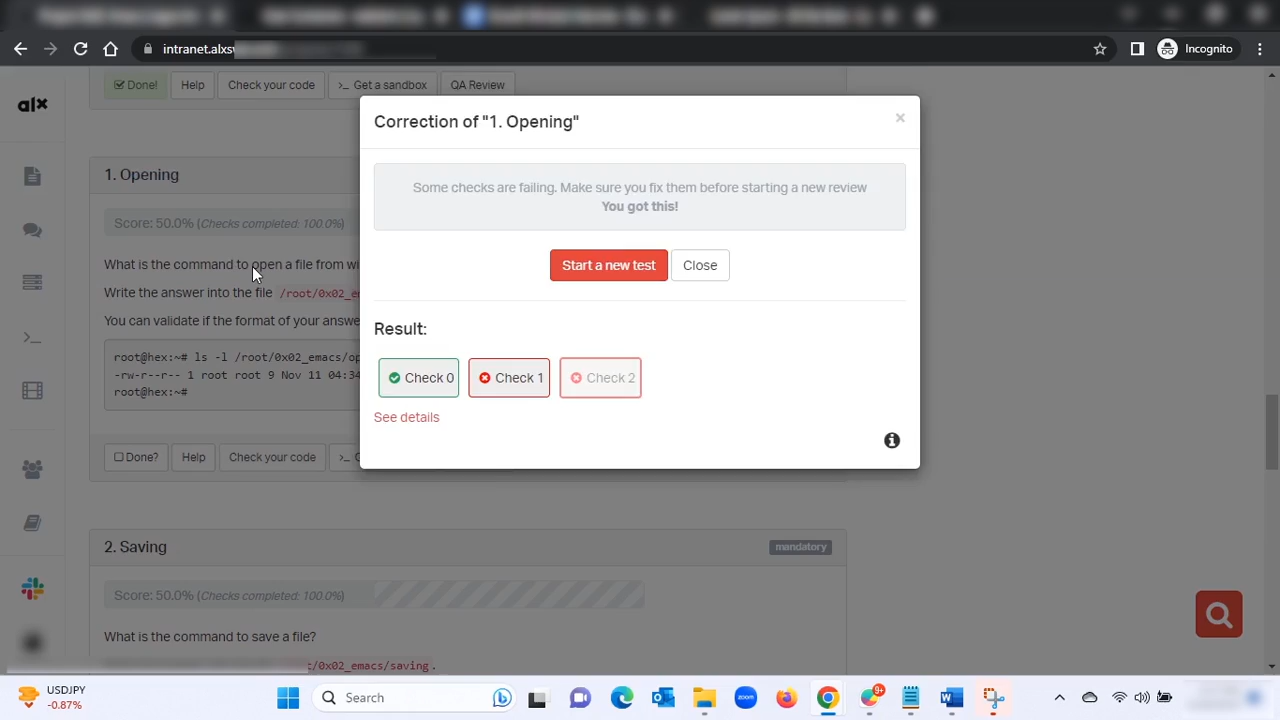 intranet.alxsw
Incognito
alx
Done!
Help
Check your code
>_ Get a sandbox
QA Review
Correction of "1. Opening"
×
Some checks are failing. Make sure you fix them before starting a new review
You got this!
Start a new test
Close
Result:
Check 0
Check 1
Check 2
See details
1. Opening
Score: 50.0% (Checks completed: 100.0%)
What is the command to open a file from
Write the answer into the file /root/0x02_em
You can validate if the format of your answe
root@hex:~# ls -l /root/0x02_emacs/op
-rw-r--r-- 1 root root 9 Nov 11 04:34
root@hex:~#
Done?
Help
Check your code
>_
2. Saving
mandatory
Score: 50.0% (Checks completed: 100.0%)
What is the command to save a file?
/0x02_emacs/saving.
USDJPY
-0.87%
Search
zoom
9+